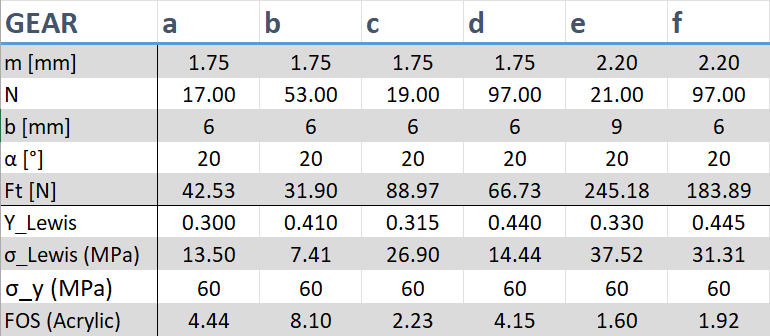 GEAR a b c d e f
m [mm] 1.75 1.75 1.75 1.75 2.20 2.20
N 17.00 53.00 19.00 97.00 21.00 97.00
b [mm] 6 6 6 6 9 6
α [°] 20 20 20 20 20 20
Ft [N] 42.53 31.90 88.97 66.73 245.18 183.89
Y_Lewis 0.300 0.410 0.315 0.440 0.330 0.445
σ_Lewis (MPa) 13.50 7.41 26.90 14.44 37.52 31.31
σ_y (MPa) 60 60 60 60 60 60
FOS (Acrylic) 4.44 8.10 2.23 4.15 1.60 1.92